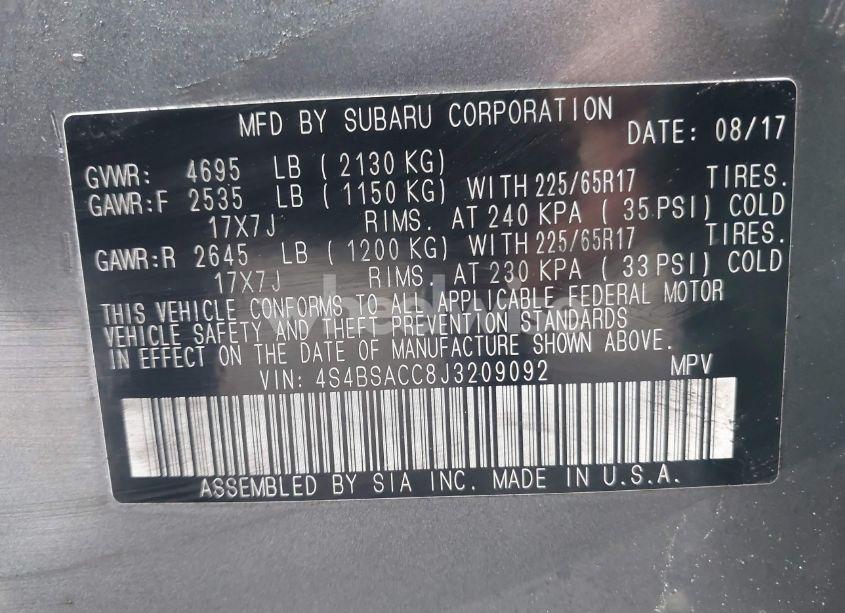 MFD BY SUBARU CORPORATION DATE: 08/17
GVWR: 4695 LB ( 2130 KG)
GAWR:F 2535 LB ( 1150 KG) WITH 225/65R17 TIRES.
17X7J RIMS. AT 240 KPA ( 35 PSI) COLD
GAWR:R 2645 LB ( 1200 KG) WITH 225/65R17 TIRES.
17X7J RIMS. AT 230 KPA ( 33 PSI) COLD
THIS VEHICLE CONFORMS TO ALL APPLICABLE FEDERAL MOTOR
VEHICLE SAFETY AND THEFT PREVENTION STANDARDS
IN EFFECT ON THE DATE OF MANUFACTURE SHOWN ABOVE.
VIN: 4S4BSACC8J3209092 MPV
ASSEMBLED BY SIA INC. MADE IN U.S.A.